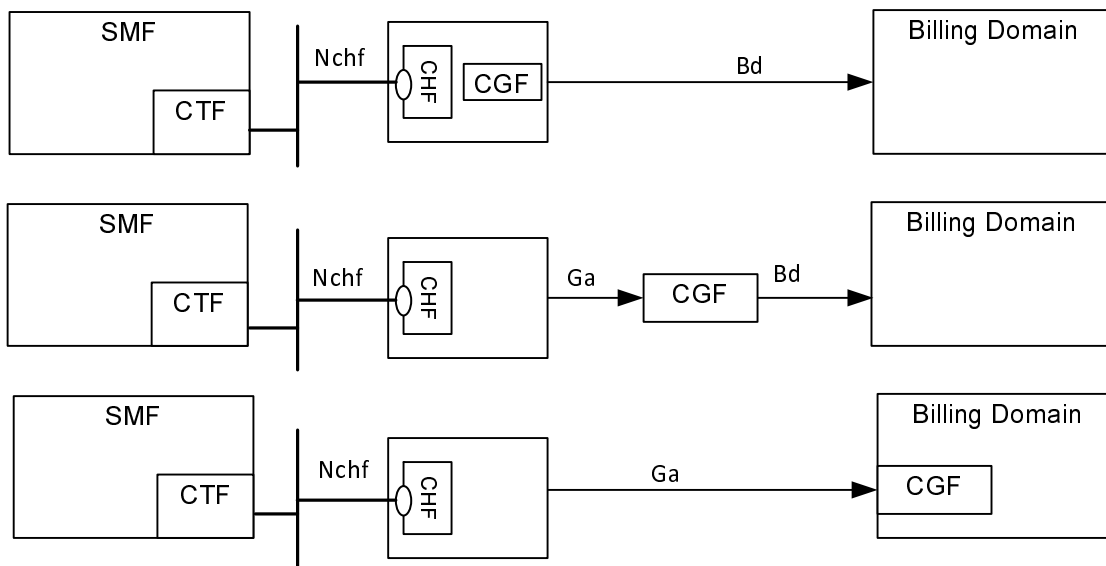 SMF
CTF
Nchf
CHF
CGF
Bd
Billing Domain
SMF
CTF
Nchf
CHF
Ga
CGF
Bd
Billing Domain
SMF
CTF
Nchf
CHF
Ga
Billing Domain
CGF